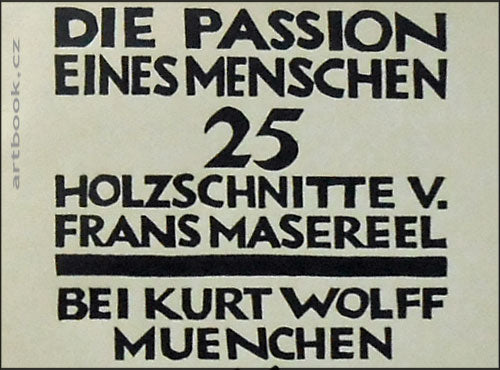 DIE PASSION
EINES MENSCHEN
25
HOLZSCHNITTE V.
FRANS MASEREEL
BEI KURT WOLFF
MUENCHEN
artbook.cz